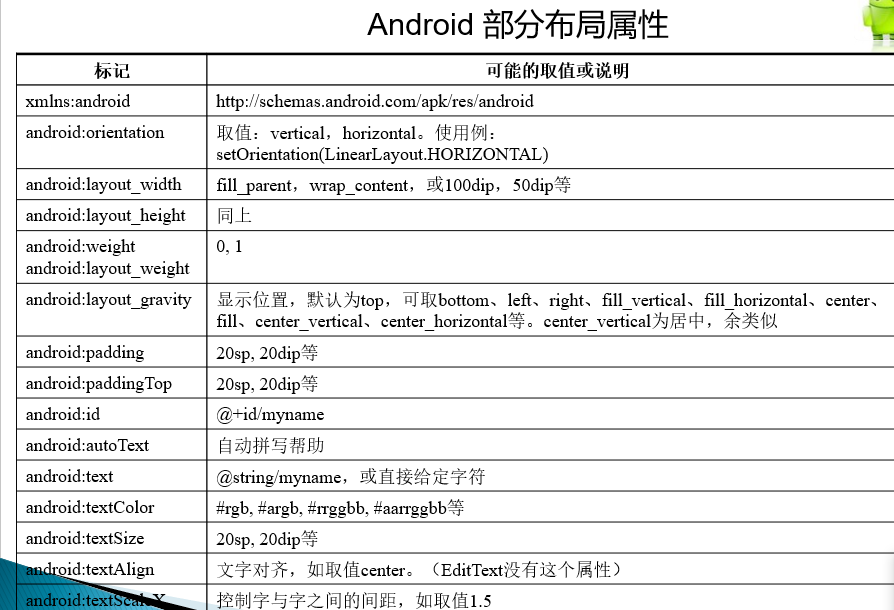 Android 部分布局属性
标记 可能的取值或说明
xmlns:android http://schemas.android.com/apk/res/android
android:orientation 取值：vertical，horizontal。使用例：
setOrientation(LinearLayout.HORIZONTAL)
android:layout_width fill_parent，wrap_content，或100dip，50dip等
android:layout_height 同上
android:weight 0, 1
android:layout_weight
android:layout_gravity 显示位置，默认为top，可取bottom、left、right、fill_vertical、fill_horizontal、center、
fill、center_vertical、center_horizontal等。center_vertical为居中，余类似
android:padding 20sp, 20dip等
android:paddingTop 20sp, 20dip等
android:id @+id/myname
android:autoText 自动拼写帮助
android:text @string/myname，或直接给定字符
android:textColor #rgb, #argb, #rrggbb, #aarrggbb等
android:textSize 20sp, 20dip等
android:textAlign 文字对齐，如取值center。（EditText没有这个属性）
android:textScaleX 控制字与字之间的间距，如取值1.5